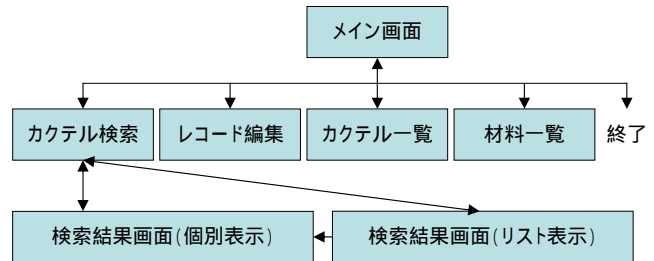 メイン画面
カクテル検索
レコード編集
カクテル一覧
材料一覧
終了
検索結果画面(個別表示)
検索結果画面(リスト表示)